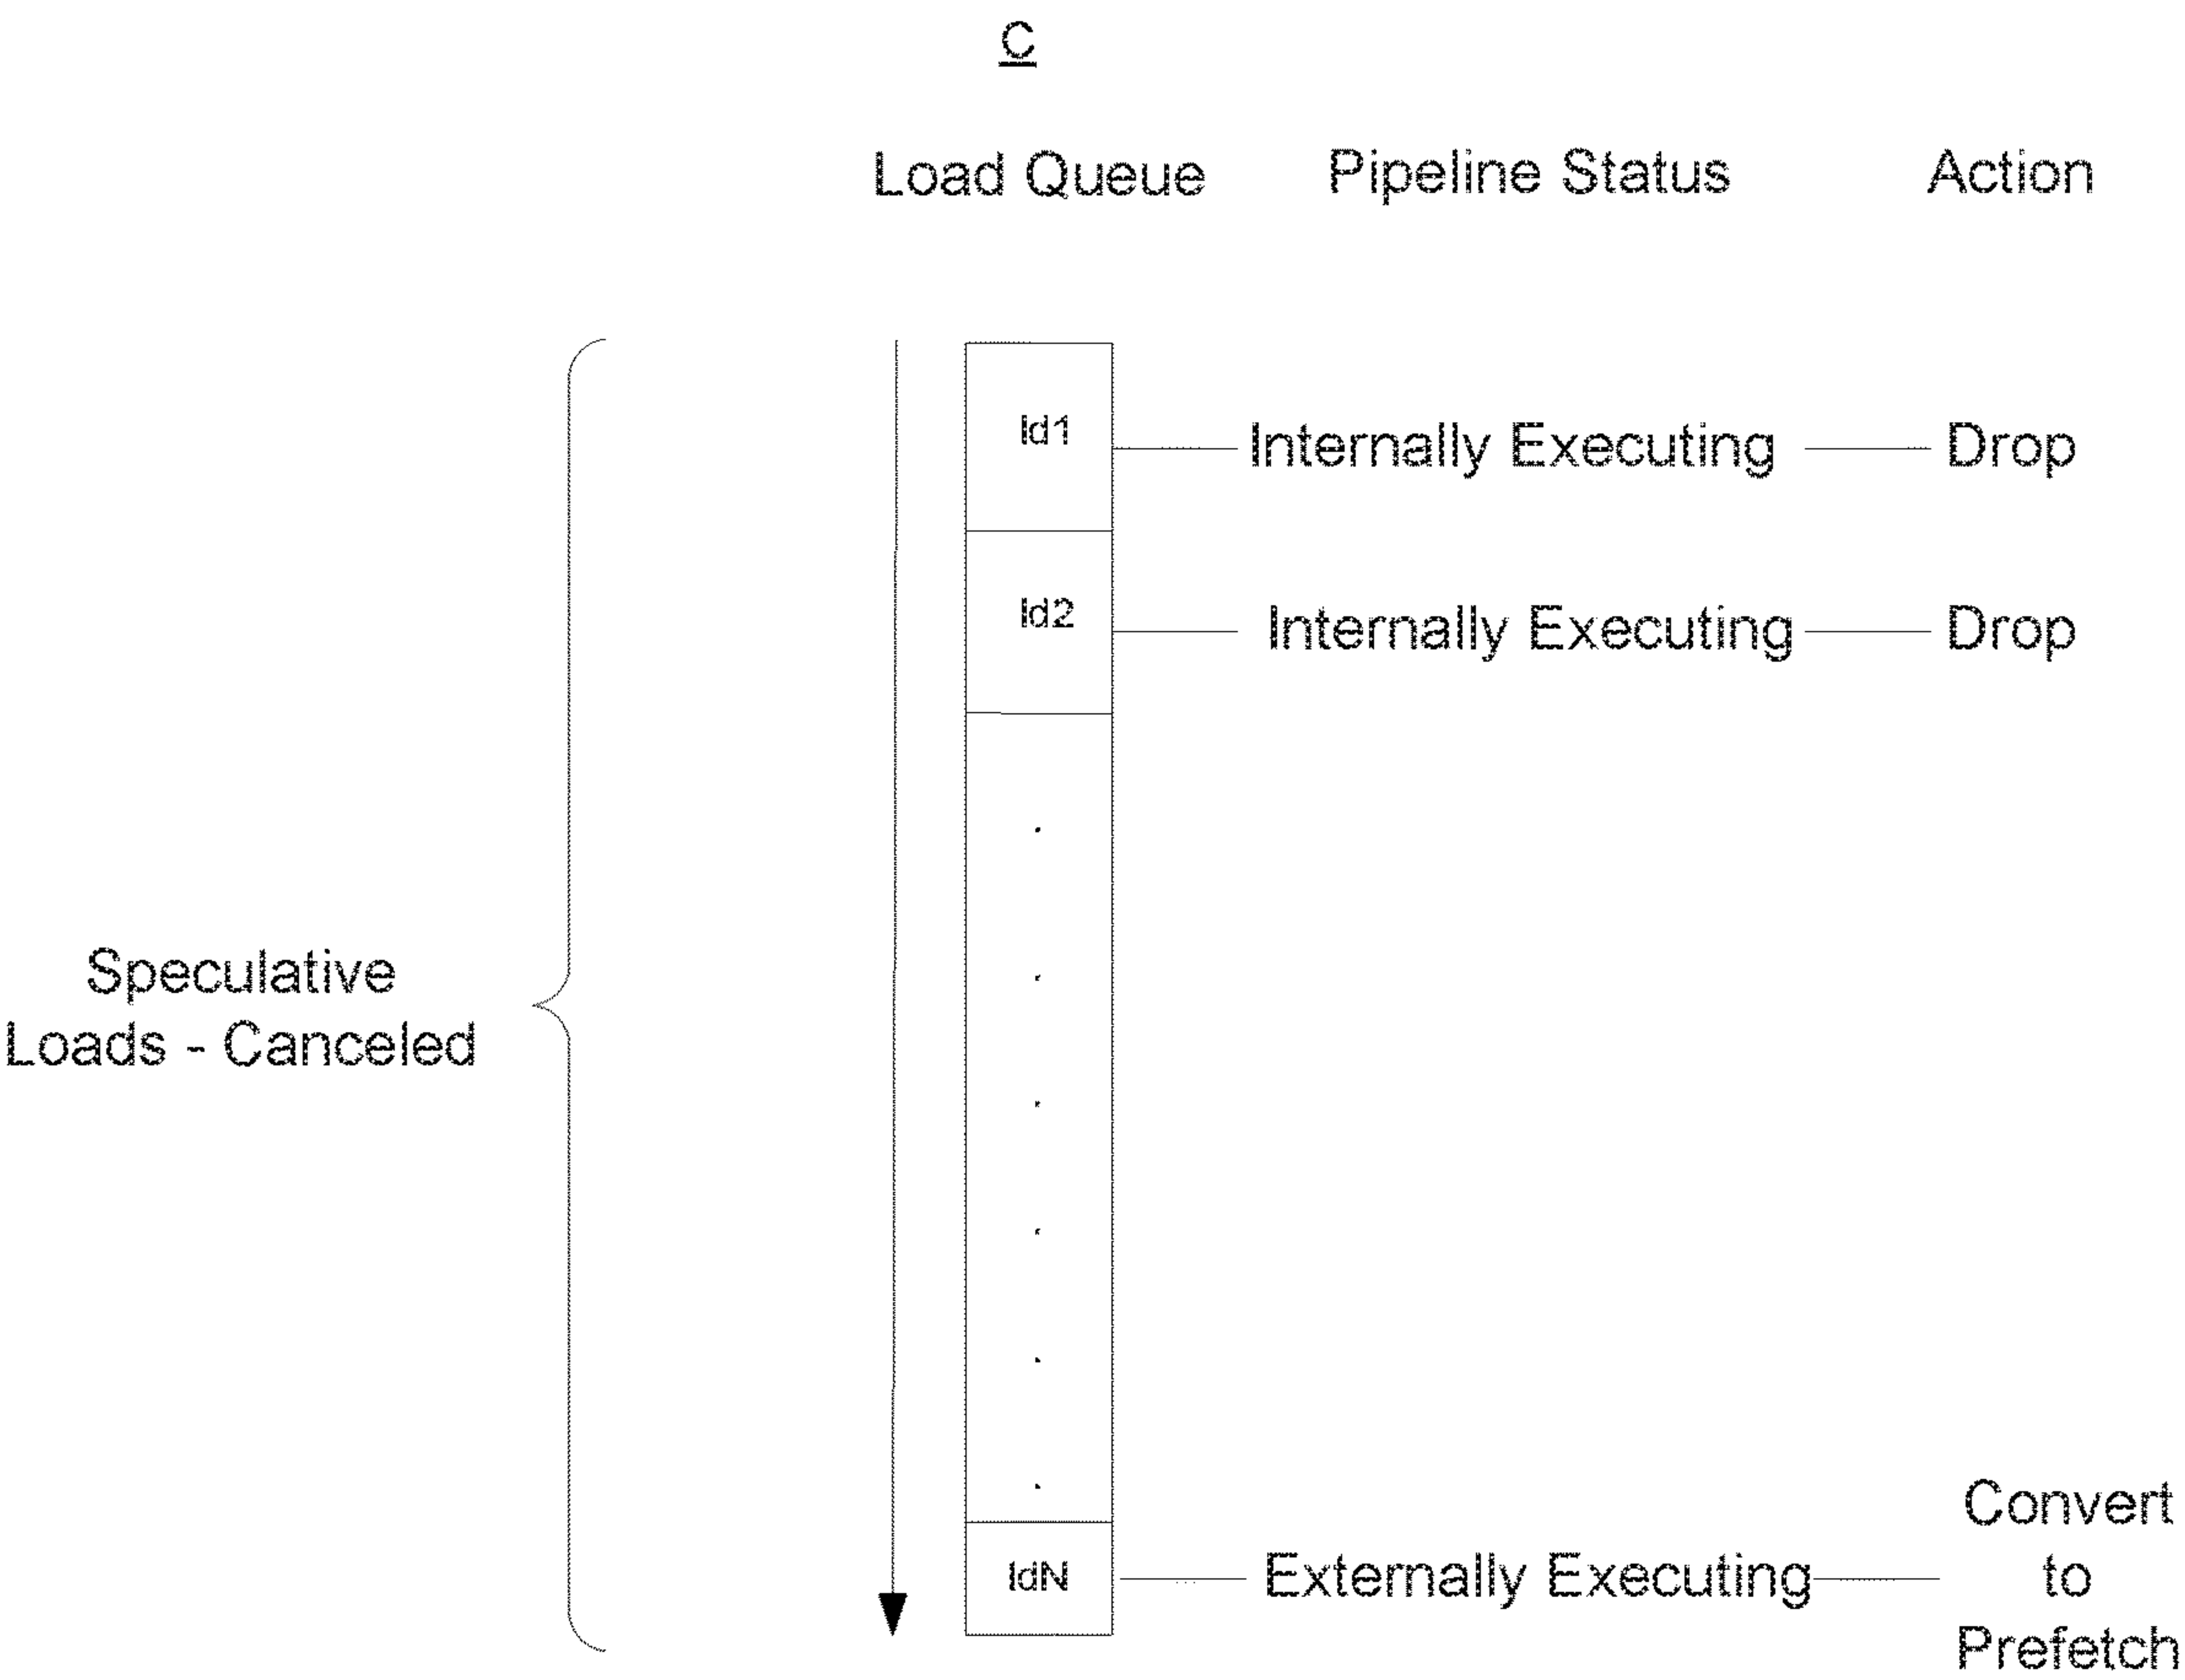 C
Load Queue Pipeline Status Action
ld1 Internally Executing Drop
ld2 Internally Executing Drop
Speculative
Loads - Canceled
ldN Externally Executing Convert
to
Prefetch